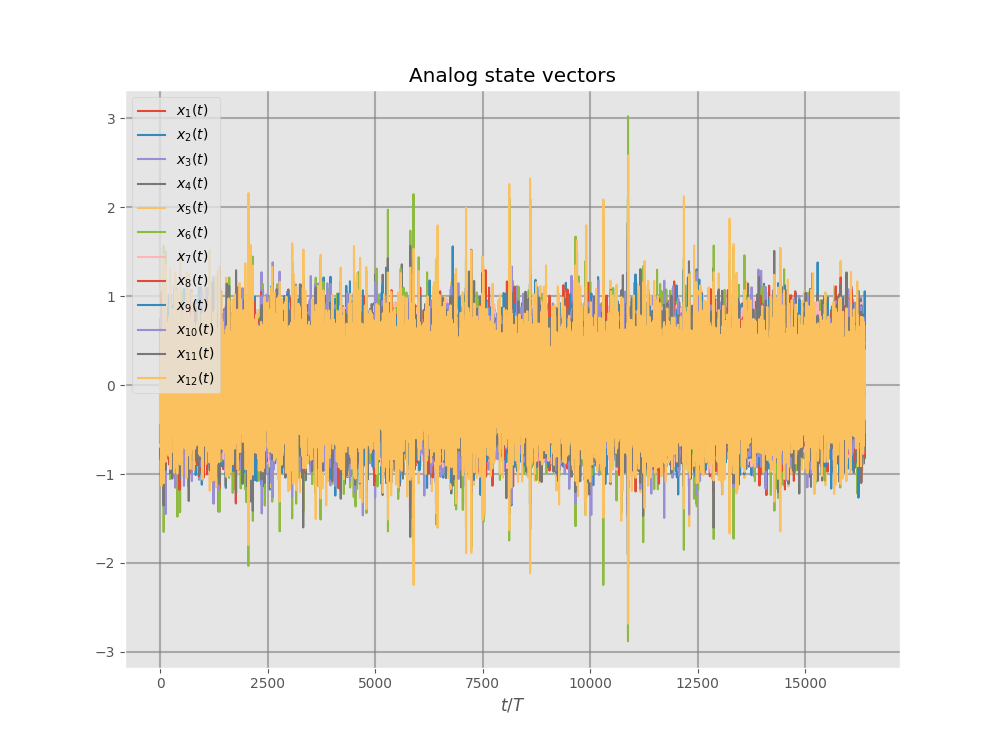 Analog state vectors
x₁(t)
x₂(t)
x₃(t)
x₄(t)
x₅(t)
x₆(t)
x₇(t)
x₈(t)
x₉(t)
x₁₀(t)
x₁₁(t)
x₁₂(t)
3
2
1
0
−1
−2
−3
0 2500 5000 7500 10000 12500 15000
t/T